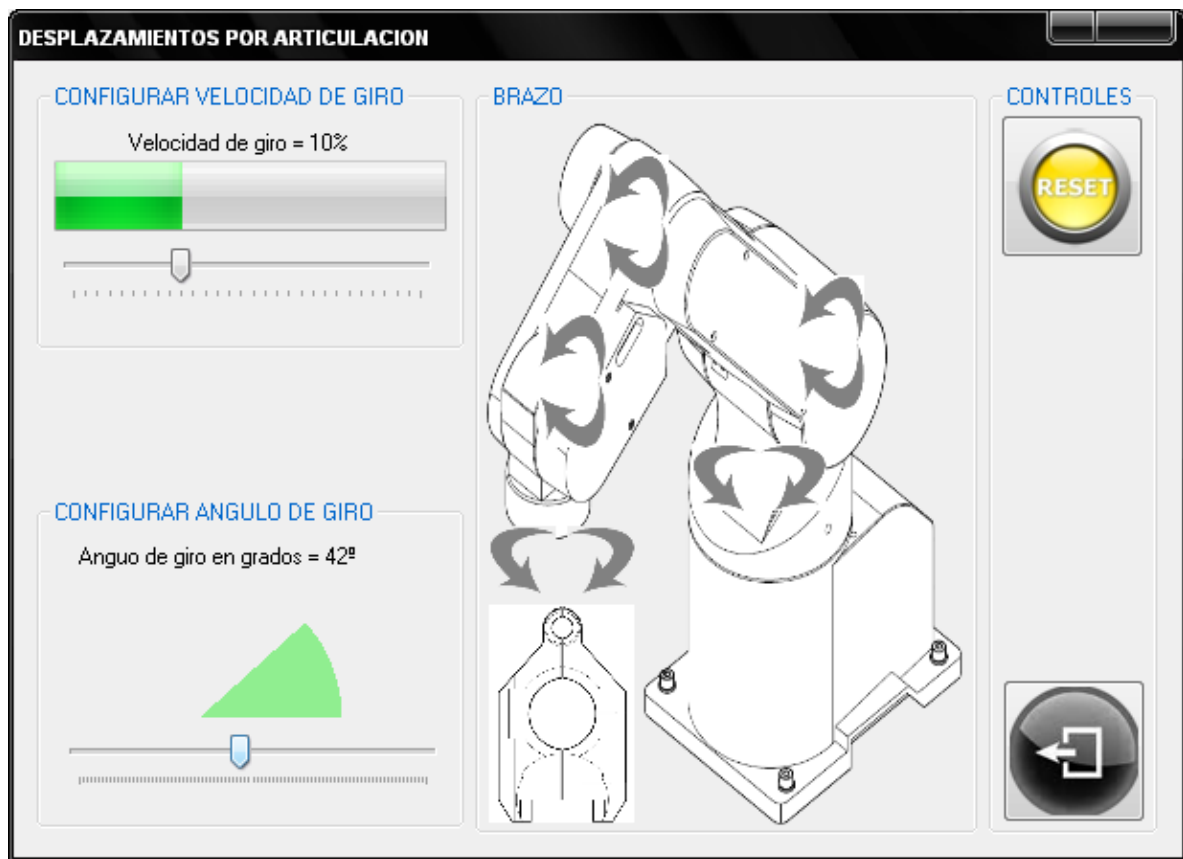 DESPLAZAMIENTOS POR ARTICULACION
CONFIGURAR VELOCIDAD DE GIRO
Velocidad de giro = 10%
BRAZO
CONTROLES
RESET
CONFIGURAR ANGULO DE GIRO
Anguo de giro en grados = 42º